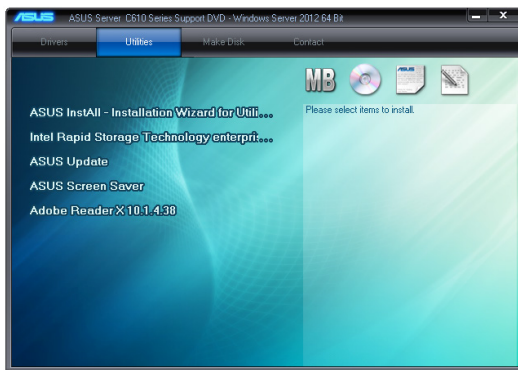 ASUS ASUS Server C610 Series Support DVD - Windows Server 2012 64 Bit
Drivers Utilities Make Disk Contact
MB
ASUS InstAll - Installation Wizard for Utili...
Please select items to install.
Intel Rapid Storage Technology enterpri...
ASUS Update
ASUS Screen Saver
Adobe Reader X 10.1.4.38